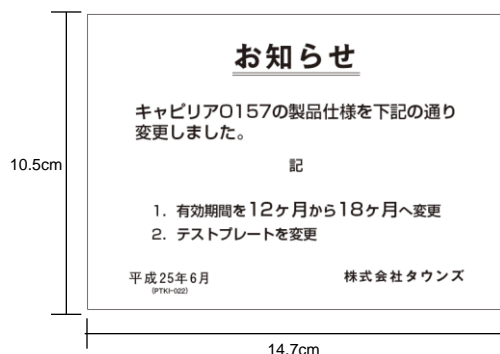 お知らせ
キャピリアO157の製品仕様を下記の通り
変更しました。
記
1. 有効期間を12ヶ月から18ヶ月へ変更
2. テストプレートを変更
平成25年6月
(PTKI-022)
株式会社タウンズ
10.5cm
14.7cm